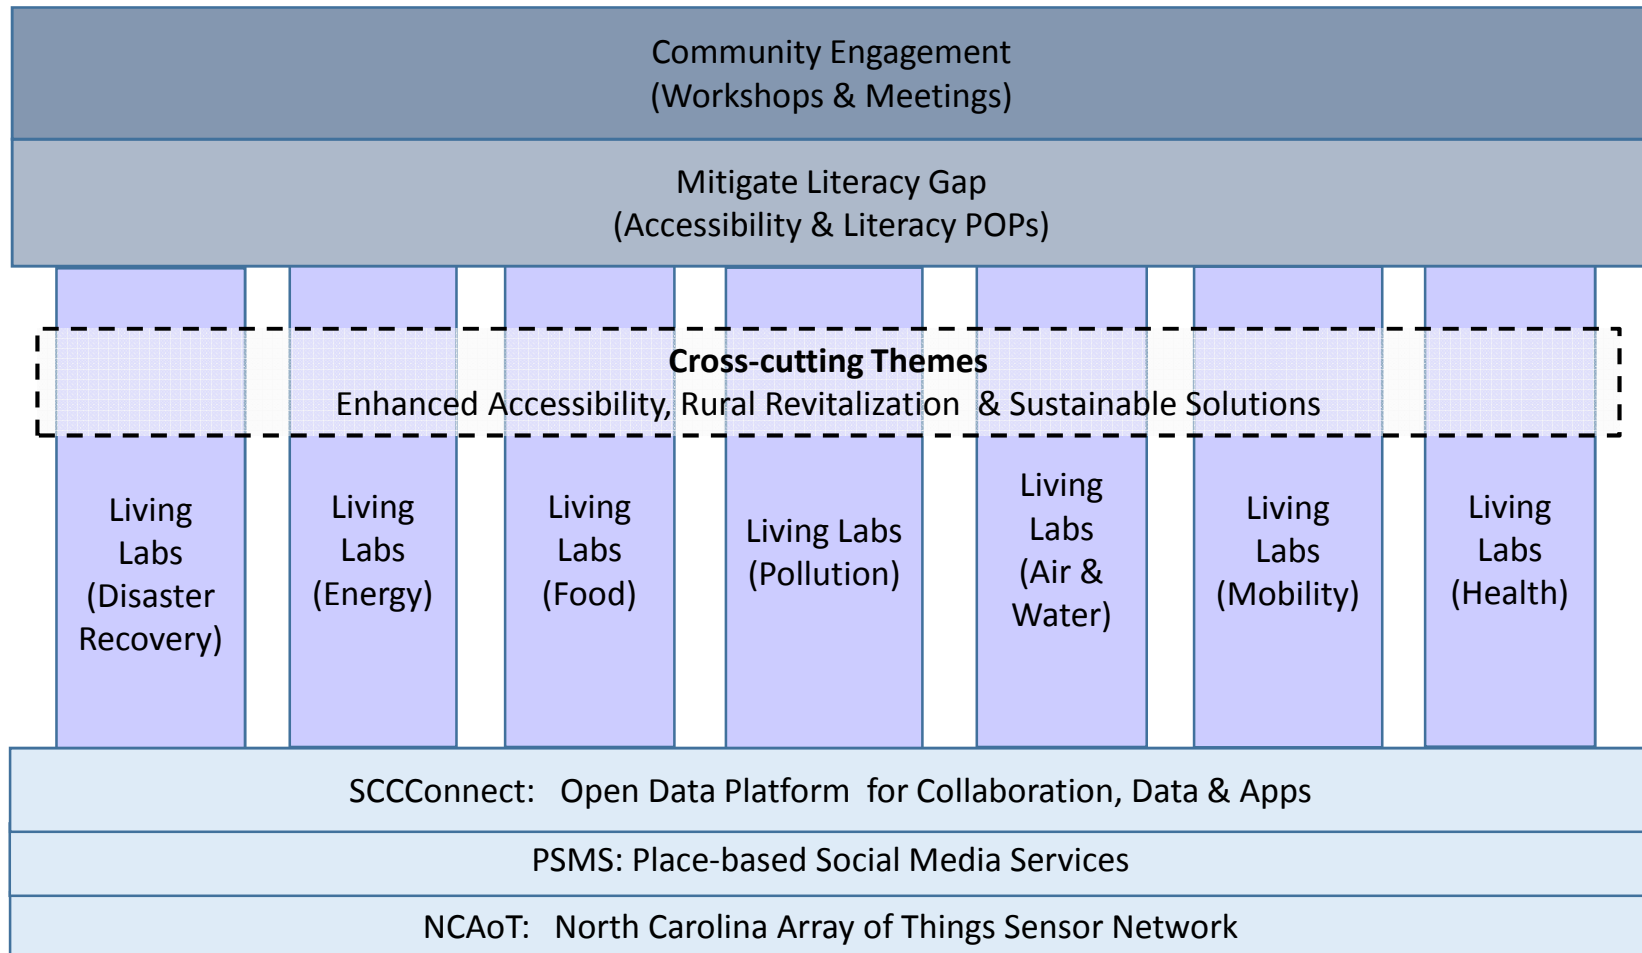 Community Engagement
(Workshops & Meetings)
Mitigate Literacy Gap
(Accessibility & Literacy POPs)
Cross-cutting Themes
Enhanced Accessibility, Rural Revitalization & Sustainable Solutions
Living
Labs
(Disaster
Recovery)
Living
Labs
(Energy)
Living
Labs
(Food)
Living Labs
(Pollution)
Living
Labs
(Air &
Water)
Living
Labs
(Mobility)
Living
Labs
(Health)
SCCConnect: Open Data Platform for Collaboration, Data & Apps
PSMS: Place-based Social Media Services
NCAoT: North Carolina Array of Things Sensor Network